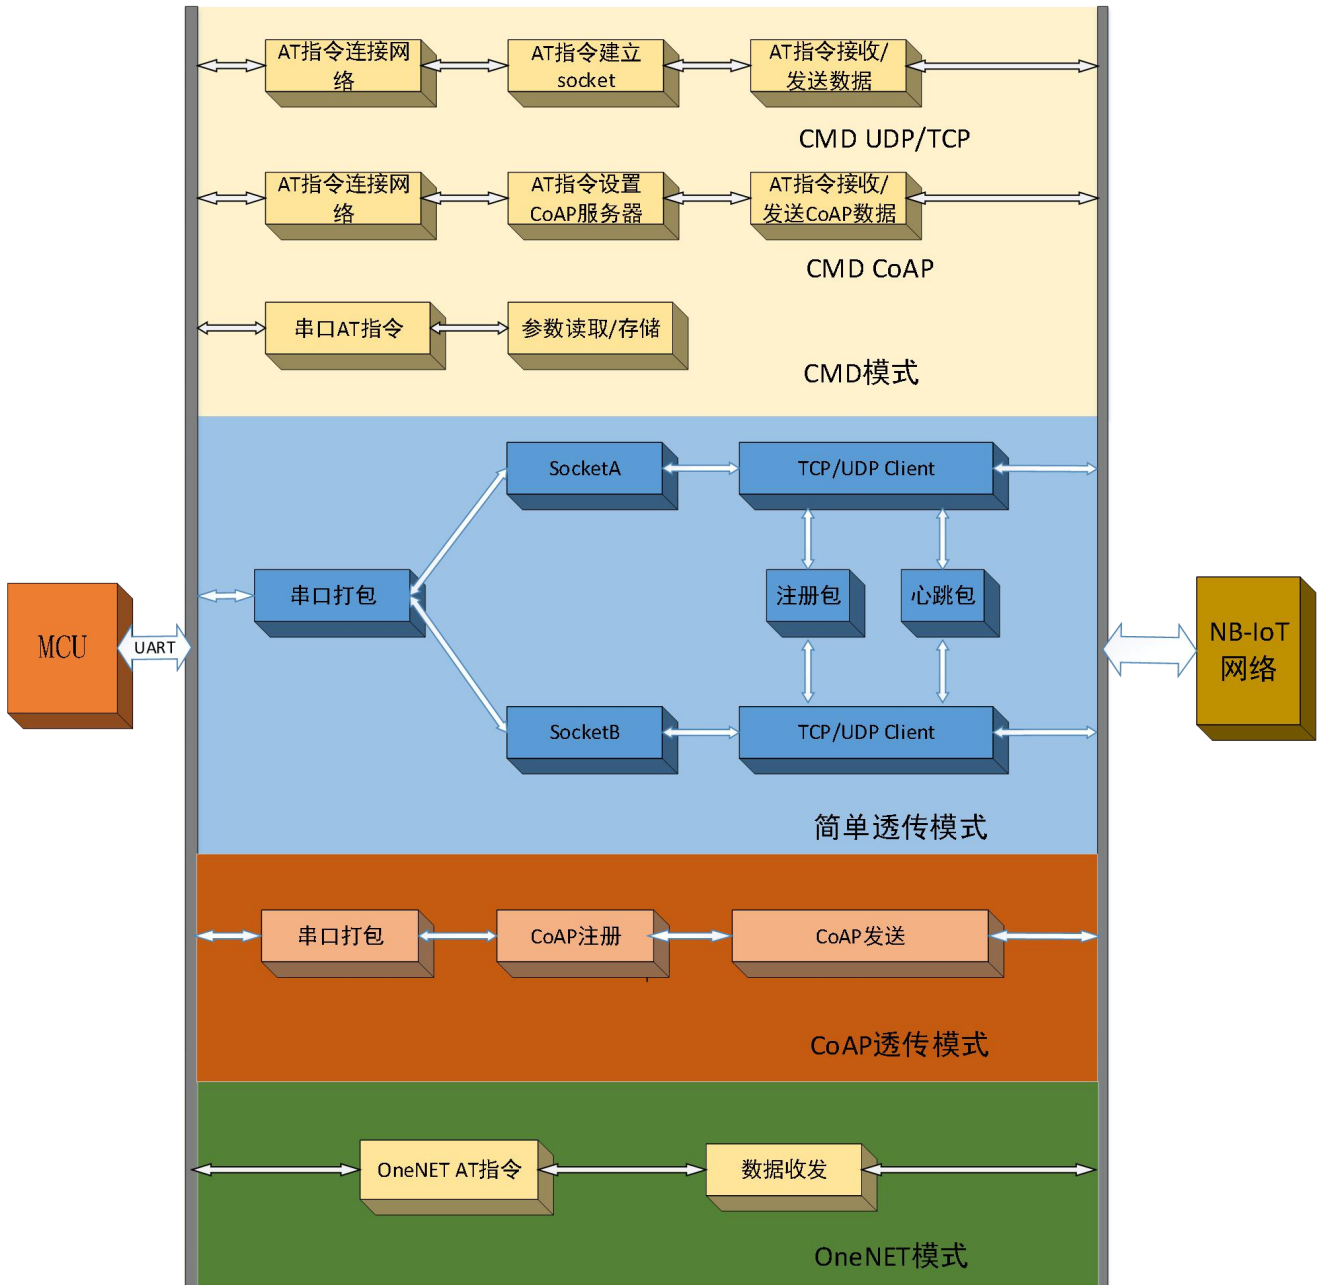 AT指令连接网
络
AT指令建立
socket
AT指令接收/
发送数据
CMD UDP/TCP
AT指令连接网
络
AT指令设置
CoAP服务器
AT指令接收/
发送CoAP数据
CMD CoAP
串口AT指令
参数读取/存储
CMD模式
SocketA
TCP/UDP Client
串口打包
注册包
心跳包
MCU
UART
NB-IoT
网络
SocketB
TCP/UDP Client
简单透传模式
串口打包
CoAP注册
CoAP发送
CoAP透传模式
OneNET AT指令
数据收发
OneNET模式